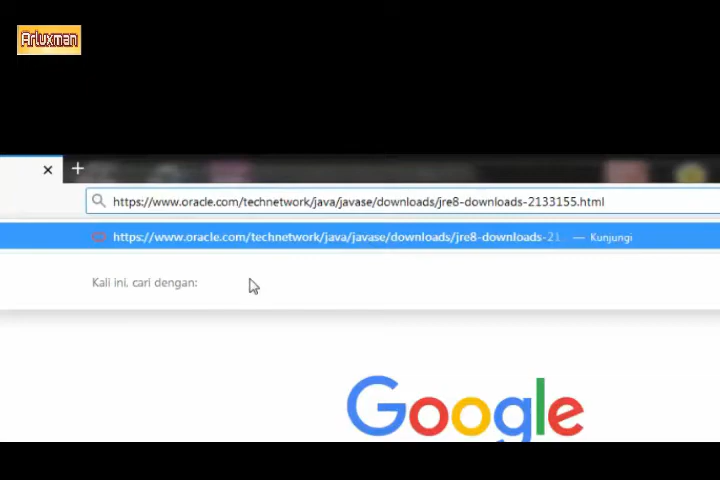 Arluxman
https://www.oracle.com/technetwork/java/javase/downloads/jre8-downloads-2133155.html
https://www.oracle.com/technetwork/java/javase/downloads/jre8-downloads-21 — Kunjungi
Kali ini, cari dengan:
Google